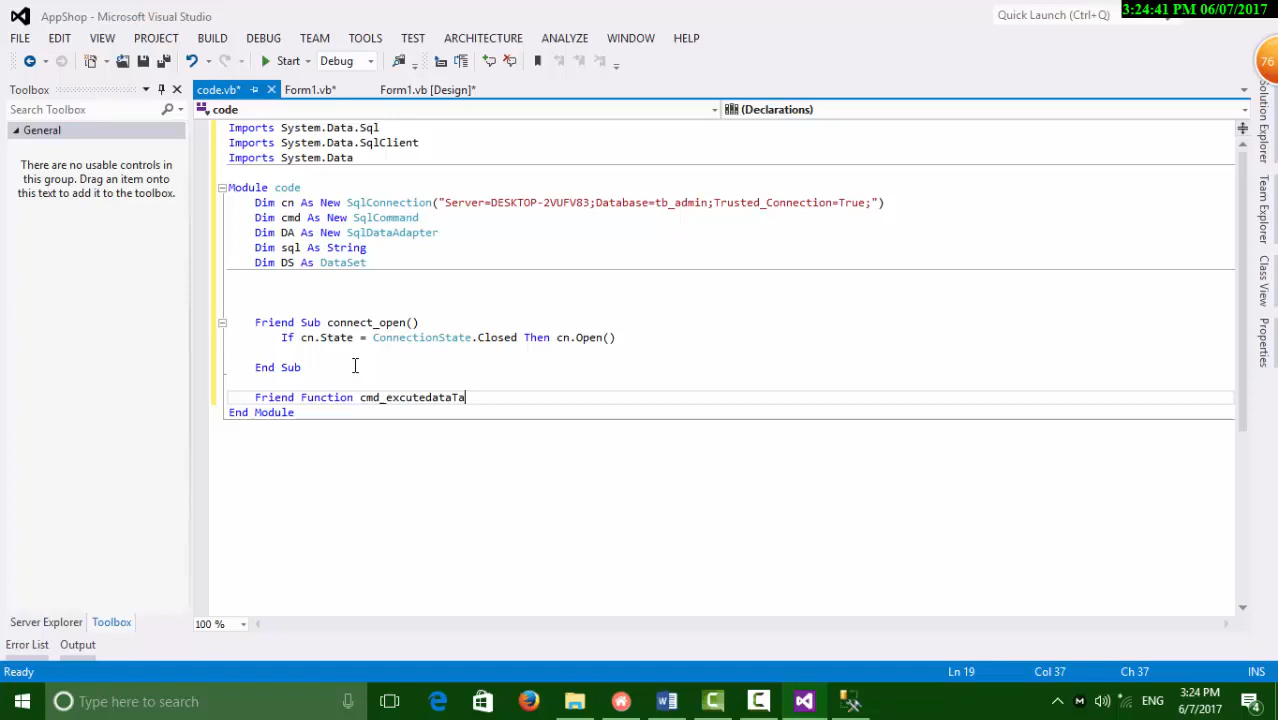 AppShop - Microsoft Visual Studio
Quick Launch (Ctrl+Q)
3:24:41 PM 06/07/2017
FILE EDIT VIEW PROJECT BUILD DEBUG TEAM TOOLS TEST ARCHITECTURE ANALYZE WINDOW HELP
Start Debug
76
Toolbox
code.vb* Form1.vb* Form1.vb [Design]*
Search Toolbox
code (Declarations)
General
There are no usable controls in
this group. Drag an item onto
this text to add it to the toolbox.
Imports System.Data.Sql
Imports System.Data.SqlClient
Imports System.Data
Module code
Dim cn As New SqlConnection("Server=DESKTOP-2VUFV83;Database=tb_admin;Trusted_Connection=True;")
Dim cmd As New SqlCommand
Dim DA As New SqlDataAdapter
Dim sql As String
Dim DS As DataSet
Friend Sub connect_open()
If cn.State = ConnectionState.Closed Then cn.Open()
End Sub
Friend Function cmd_excutedataTa
End Module
Solution Explorer
Team Explorer
Class View
Properties
100 %
Server Explorer Toolbox
Error List Output
Ready Ln 19 Col 37 Ch 37 INS
Type here to search
ENG
3:24 PM
6/7/2017
4